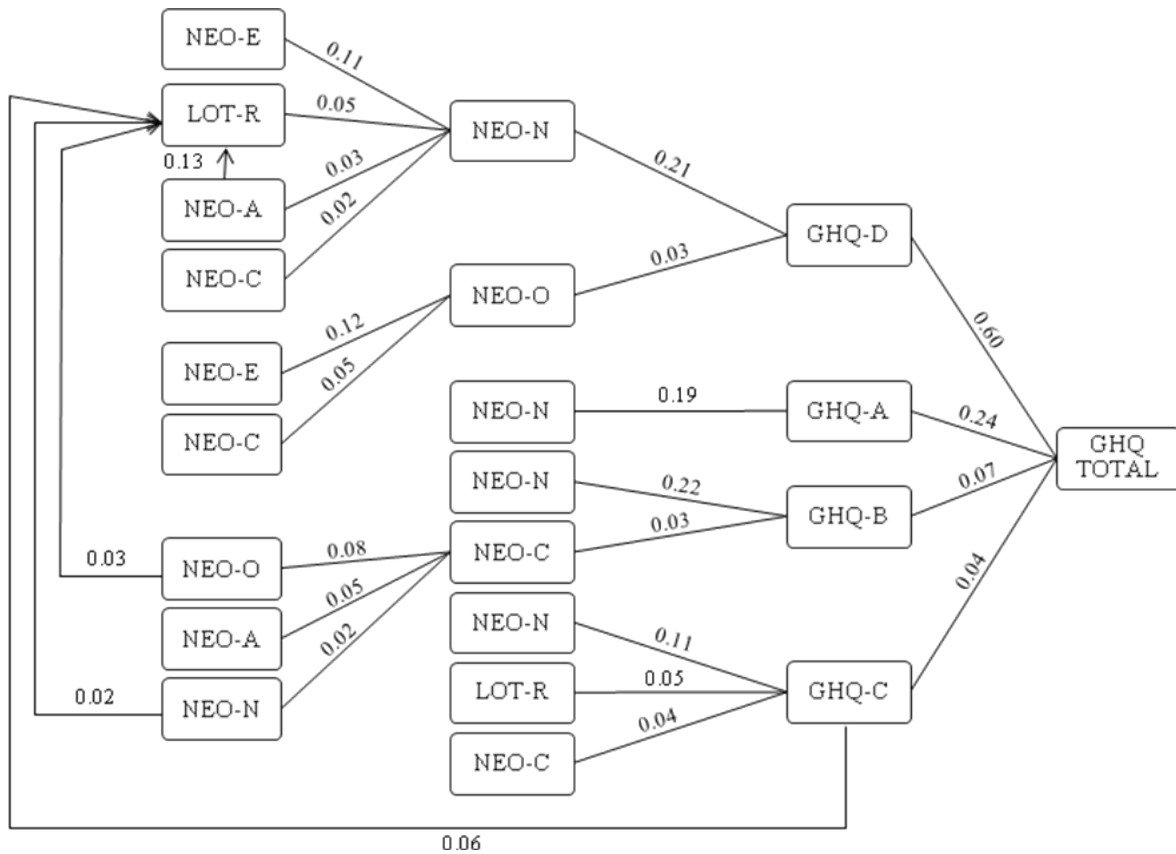 NEO-E
0.11
LOT-R
0.05
NEO-N
0.13
0.03
NEO-A
0.02
NEO-C
0.21
GHQ-D
0.03
NEO-O
0.12
NEO-E
0.05
NEO-C
0.60
NEO-N
0.19
GHQ-A
0.24
GHQ
TOTAL
NEO-N
0.22
GHQ-B
0.07
0.03
NEO-C
0.03
NEO-O
0.08
0.05
NEO-A
0.02
0.02
NEO-N
0.04
NEO-N
0.11
LOT-R
0.05
GHQ-C
0.04
NEO-C
0.06